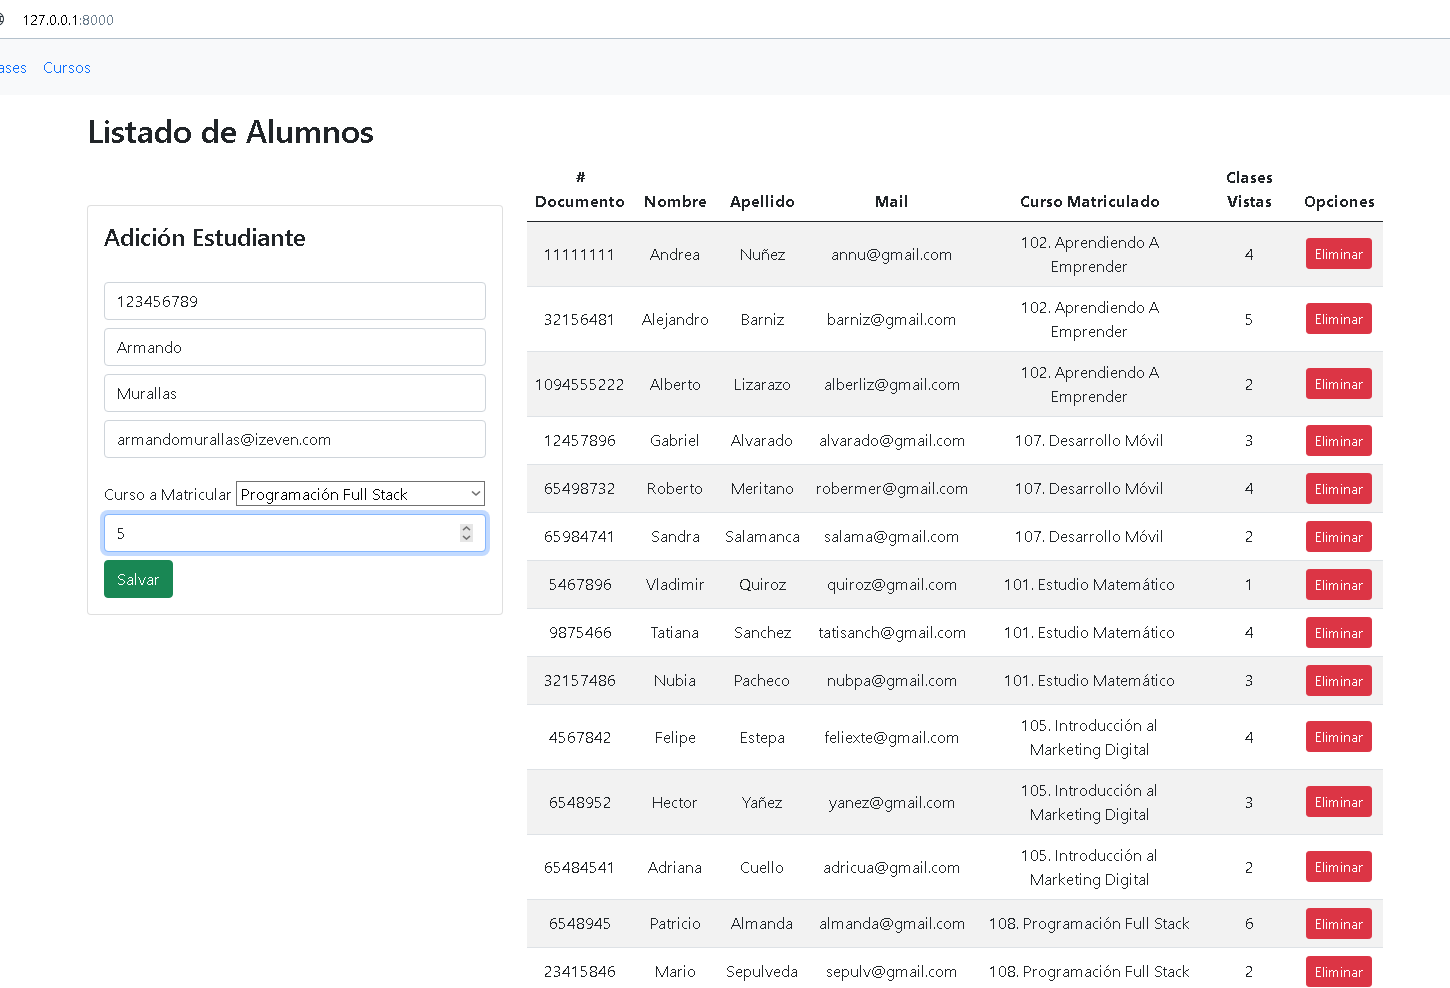 127.0.0.1:8000
ases Cursos
Listado de Alumnos
Adición Estudiante
123456789
Armando
Murallas
armandomurallas@izeven.com
Curso a Matricular Programación Full Stack
5
Salvar
# Documento Nombre Apellido Mail Curso Matriculado Clases Vistas Opciones
11111111 Andrea Nuñez annu@gmail.com 102. Aprendiendo A Emprender 4 Eliminar
32156481 Alejandro Barniz barniz@gmail.com 102. Aprendiendo A Emprender 5 Eliminar
1094555222 Alberto Lizarazo alberliz@gmail.com 102. Aprendiendo A Emprender 2 Eliminar
12457896 Gabriel Alvarado alvarado@gmail.com 107. Desarrollo Móvil 3 Eliminar
65498732 Roberto Meritano robermer@gmail.com 107. Desarrollo Móvil 4 Eliminar
65984741 Sandra Salamanca salama@gmail.com 107. Desarrollo Móvil 2 Eliminar
5467896 Vladimir Quiroz quiroz@gmail.com 101. Estudio Matemático 1 Eliminar
9875466 Tatiana Sanchez tatisanch@gmail.com 101. Estudio Matemático 4 Eliminar
32157486 Nubia Pacheco nubpa@gmail.com 101. Estudio Matemático 3 Eliminar
4567842 Felipe Estepa feliexte@gmail.com 105. Introducción al Marketing Digital 4 Eliminar
6548952 Hector Yañez yanez@gmail.com 105. Introducción al Marketing Digital 3 Eliminar
65484541 Adriana Cuello adricua@gmail.com 105. Introducción al Marketing Digital 2 Eliminar
6548945 Patricio Almanda almanda@gmail.com 108. Programación Full Stack 6 Eliminar
23415846 Mario Sepulveda sepulv@gmail.com 108. Programación Full Stack 2 Eliminar